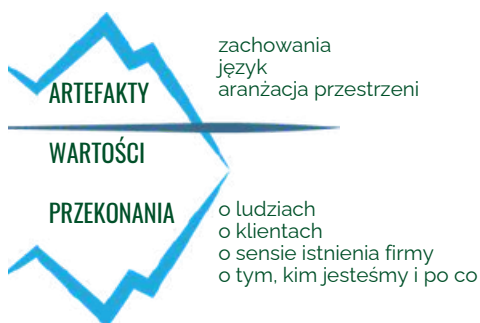 zachowania
język
aranżacja przestrzeni
ARTEFAKTY
WARTOŚCI
PRZEKONANIA
o ludziach
o klientach
o sensie istnienia firmy
o tym, kim jesteśmy i po co